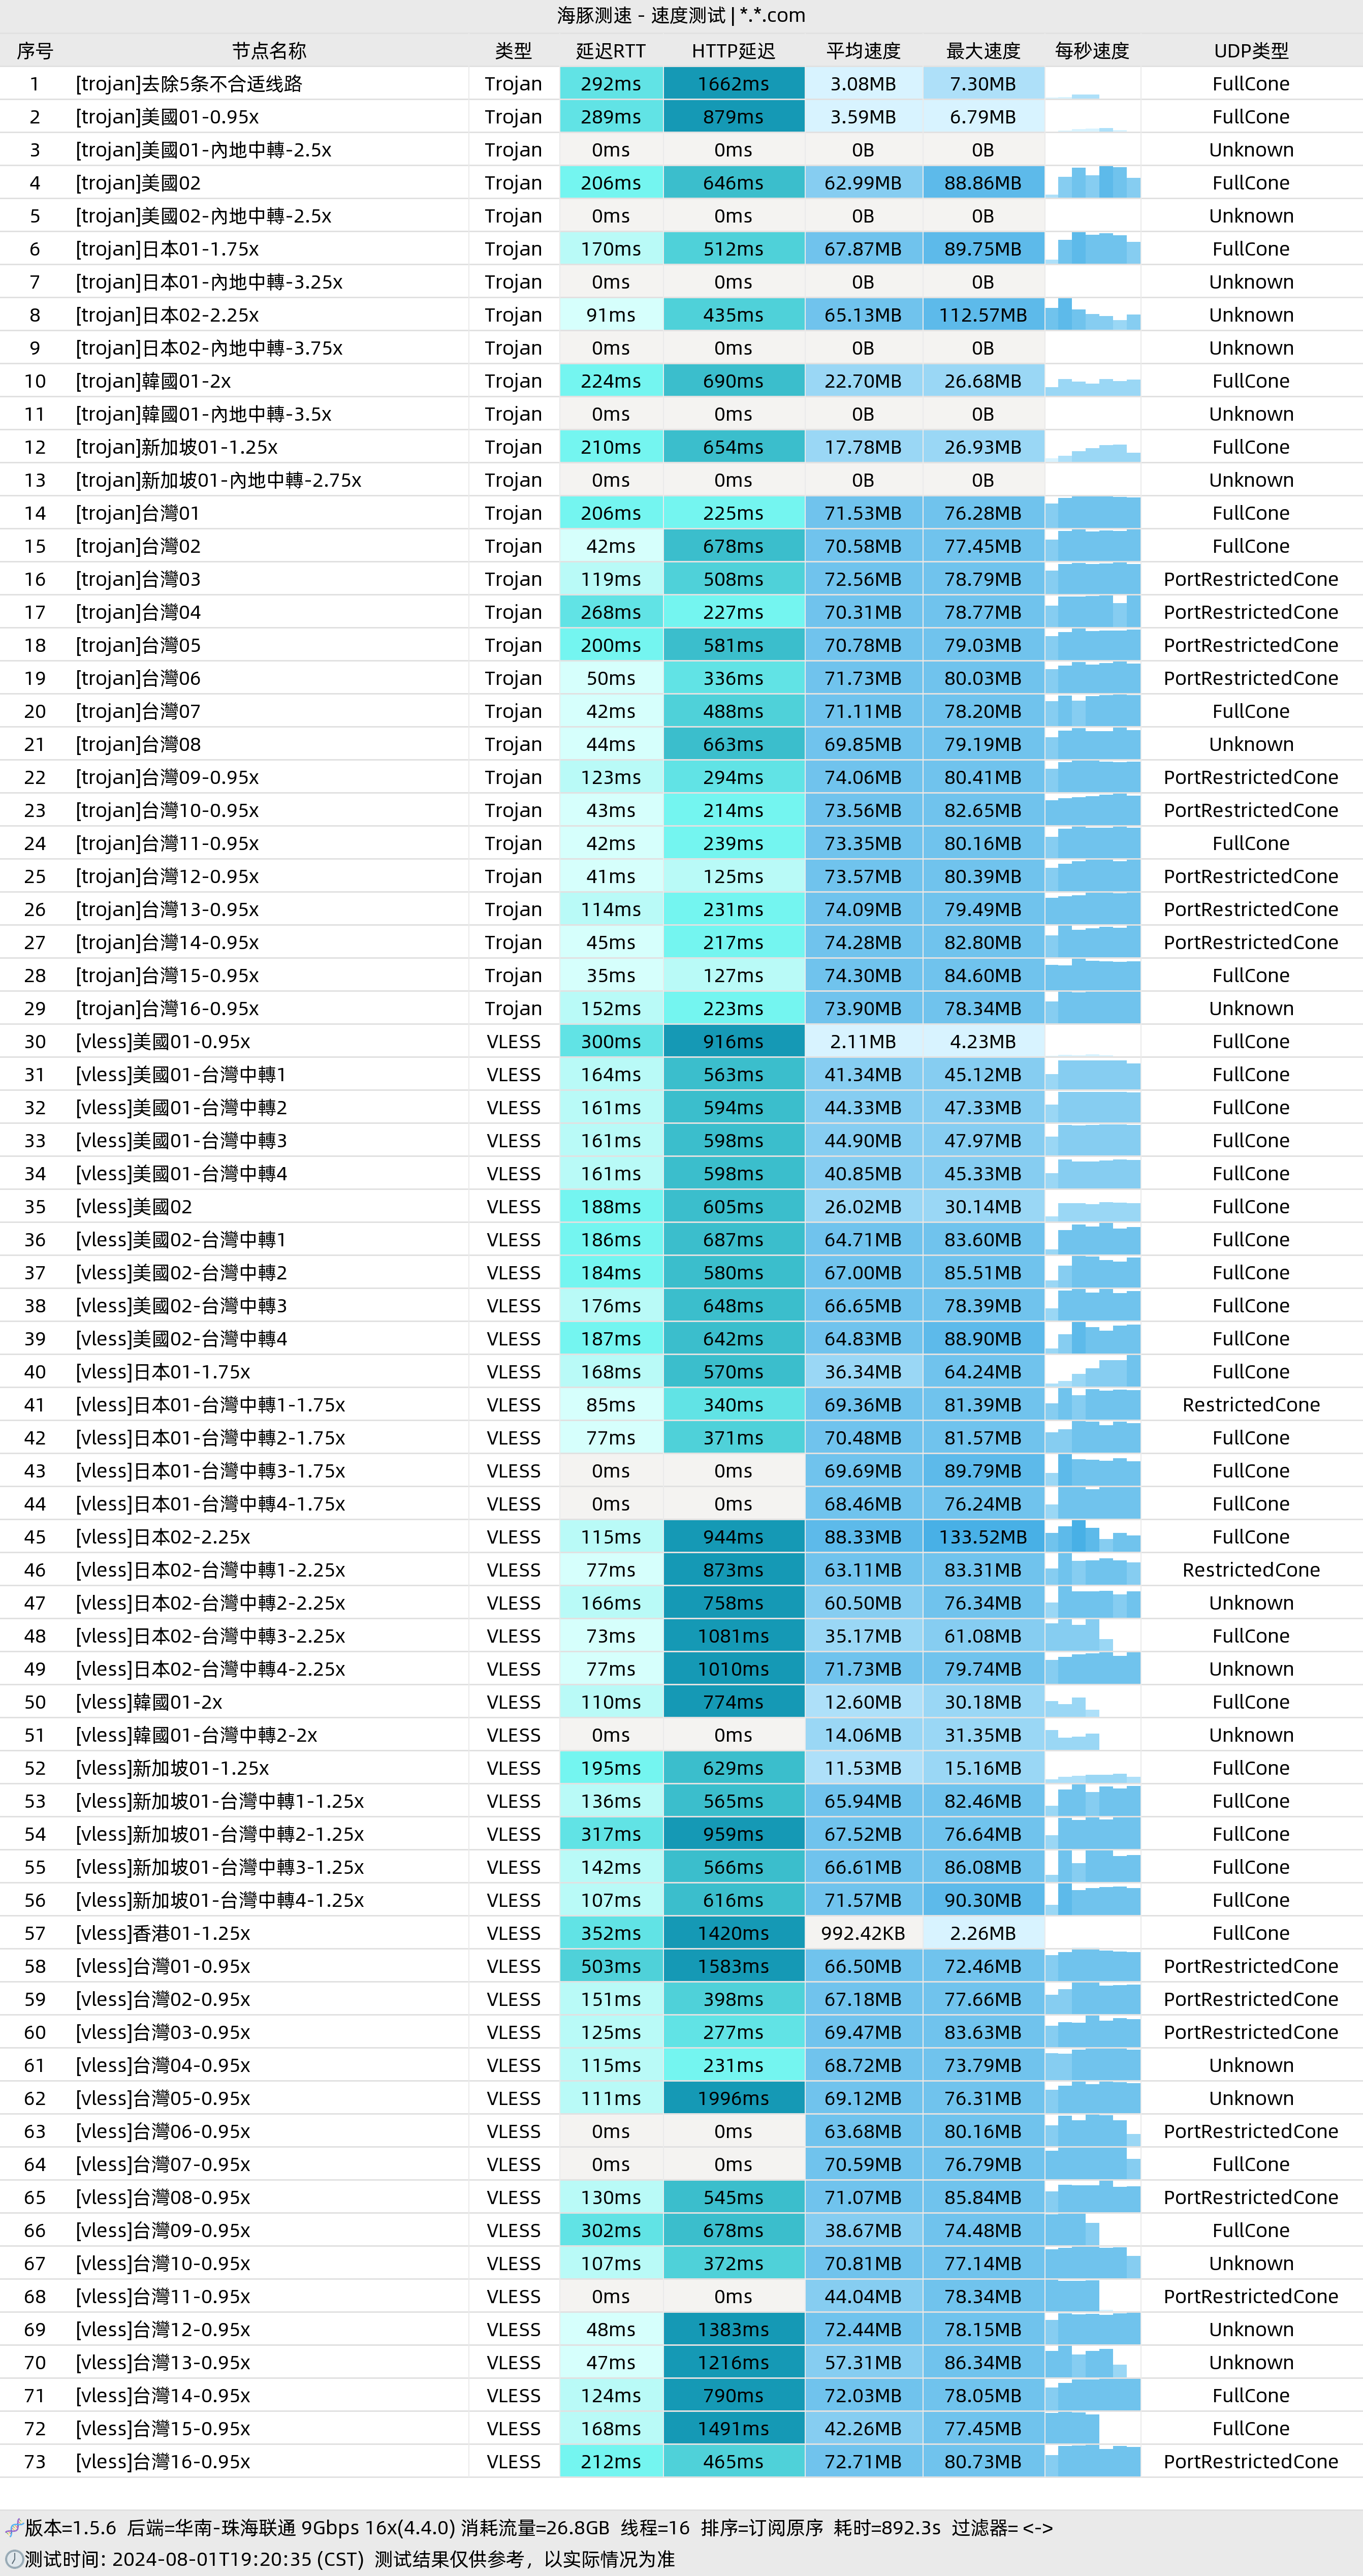 海豚测速 - 速度测试 | *.*.com
序号 节点名称 类型 延迟RTT HTTP延迟 平均速度 最大速度 每秒速度 UDP类型
1 [trojan]去除5条不合适线路 Trojan 292ms 1662ms 3.08MB 7.30MB FullCone
2 [trojan]美國01-0.95x Trojan 289ms 879ms 3.59MB 6.79MB FullCone
3 [trojan]美國01-內地中轉-2.5x Trojan 0ms 0ms 0B 0B Unknown
4 [trojan]美國02 Trojan 206ms 646ms 62.99MB 88.86MB FullCone
5 [trojan]美國02-內地中轉-2.5x Trojan 0ms 0ms 0B 0B Unknown
6 [trojan]日本01-1.75x Trojan 170ms 512ms 67.87MB 89.75MB FullCone
7 [trojan]日本01-內地中轉-3.25x Trojan 0ms 0ms 0B 0B Unknown
8 [trojan]日本02-2.25x Trojan 91ms 435ms 65.13MB 112.57MB Unknown
9 [trojan]日本02-內地中轉-3.75x Trojan 0ms 0ms 0B 0B Unknown
10 [trojan]韓國01-2x Trojan 224ms 690ms 22.70MB 26.68MB FullCone
11 [trojan]韓國01-內地中轉-3.5x Trojan 0ms 0ms 0B 0B Unknown
12 [trojan]新加坡01-1.25x Trojan 210ms 654ms 17.78MB 26.93MB FullCone
13 [trojan]新加坡01-內地中轉-2.75x Trojan 0ms 0ms 0B 0B Unknown
14 [trojan]台灣01 Trojan 206ms 225ms 71.53MB 76.28MB FullCone
15 [trojan]台灣02 Trojan 42ms 678ms 70.58MB 77.45MB FullCone
16 [trojan]台灣03 Trojan 119ms 508ms 72.56MB 78.79MB PortRestrictedCone
17 [trojan]台灣04 Trojan 268ms 227ms 70.31MB 78.77MB PortRestrictedCone
18 [trojan]台灣05 Trojan 200ms 581ms 70.78MB 79.03MB PortRestrictedCone
19 [trojan]台灣06 Trojan 50ms 336ms 71.73MB 80.03MB PortRestrictedCone
20 [trojan]台灣07 Trojan 42ms 488ms 71.11MB 78.20MB FullCone
21 [trojan]台灣08 Trojan 44ms 663ms 69.85MB 79.19MB Unknown
22 [trojan]台灣09-0.95x Trojan 123ms 294ms 74.06MB 80.41MB PortRestrictedCone
23 [trojan]台灣10-0.95x Trojan 43ms 214ms 73.56MB 82.65MB PortRestrictedCone
24 [trojan]台灣11-0.95x Trojan 42ms 239ms 73.35MB 80.16MB FullCone
25 [trojan]台灣12-0.95x Trojan 41ms 125ms 73.57MB 80.39MB PortRestrictedCone
26 [trojan]台灣13-0.95x Trojan 114ms 231ms 74.09MB 79.49MB PortRestrictedCone
27 [trojan]台灣14-0.95x Trojan 45ms 217ms 74.28MB 82.80MB PortRestrictedCone
28 [trojan]台灣15-0.95x Trojan 35ms 127ms 74.30MB 84.60MB FullCone
29 [trojan]台灣16-0.95x Trojan 152ms 223ms 73.90MB 78.34MB Unknown
30 [vless]美國01-0.95x VLESS 300ms 916ms 2.11MB 4.23MB FullCone
31 [vless]美國01-台灣中轉1 VLESS 164ms 563ms 41.34MB 45.12MB FullCone
32 [vless]美國01-台灣中轉2 VLESS 161ms 594ms 44.33MB 47.33MB FullCone
33 [vless]美國01-台灣中轉3 VLESS 161ms 598ms 44.90MB 47.97MB FullCone
34 [vless]美國01-台灣中轉4 VLESS 161ms 598ms 40.85MB 45.33MB FullCone
35 [vless]美國02 VLESS 188ms 605ms 26.02MB 30.14MB FullCone
36 [vless]美國02-台灣中轉1 VLESS 186ms 687ms 64.71MB 83.60MB FullCone
37 [vless]美國02-台灣中轉2 VLESS 184ms 580ms 67.00MB 85.51MB FullCone
38 [vless]美國02-台灣中轉3 VLESS 176ms 648ms 66.65MB 78.39MB FullCone
39 [vless]美國02-台灣中轉4 VLESS 187ms 642ms 64.83MB 88.90MB FullCone
40 [vless]日本01-1.75x VLESS 168ms 570ms 36.34MB 64.24MB FullCone
41 [vless]日本01-台灣中轉1-1.75x VLESS 85ms 340ms 69.36MB 81.39MB RestrictedCone
42 [vless]日本01-台灣中轉2-1.75x VLESS 77ms 371ms 70.48MB 81.57MB FullCone
43 [vless]日本01-台灣中轉3-1.75x VLESS 0ms 0ms 69.69MB 89.79MB FullCone
44 [vless]日本01-台灣中轉4-1.75x VLESS 0ms 0ms 68.46MB 76.24MB FullCone
45 [vless]日本02-2.25x VLESS 115ms 944ms 88.33MB 133.52MB FullCone
46 [vless]日本02-台灣中轉1-2.25x VLESS 77ms 873ms 63.11MB 83.31MB RestrictedCone
47 [vless]日本02-台灣中轉2-2.25x VLESS 166ms 758ms 60.50MB 76.34MB Unknown
48 [vless]日本02-台灣中轉3-2.25x VLESS 73ms 1081ms 35.17MB 61.08MB FullCone
49 [vless]日本02-台灣中轉4-2.25x VLESS 77ms 1010ms 71.73MB 79.74MB Unknown
50 [vless]韓國01-2x VLESS 110ms 774ms 12.60MB 30.18MB FullCone
51 [vless]韓國01-台灣中轉2-2x VLESS 0ms 0ms 14.06MB 31.35MB Unknown
52 [vless]新加坡01-1.25x VLESS 195ms 629ms 11.53MB 15.16MB FullCone
53 [vless]新加坡01-台灣中轉1-1.25x VLESS 136ms 565ms 65.94MB 82.46MB FullCone
54 [vless]新加坡01-台灣中轉2-1.25x VLESS 317ms 959ms 67.52MB 76.64MB FullCone
55 [vless]新加坡01-台灣中轉3-1.25x VLESS 142ms 566ms 66.61MB 86.08MB FullCone
56 [vless]新加坡01-台灣中轉4-1.25x VLESS 107ms 616ms 71.57MB 90.30MB FullCone
57 [vless]香港01-1.25x VLESS 352ms 1420ms 992.42KB 2.26MB FullCone
58 [vless]台灣01-0.95x VLESS 503ms 1583ms 66.50MB 72.46MB PortRestrictedCone
59 [vless]台灣02-0.95x VLESS 151ms 398ms 67.18MB 77.66MB PortRestrictedCone
60 [vless]台灣03-0.95x VLESS 125ms 277ms 69.47MB 83.63MB PortRestrictedCone
61 [vless]台灣04-0.95x VLESS 115ms 231ms 68.72MB 73.79MB Unknown
62 [vless]台灣05-0.95x VLESS 111ms 1996ms 69.12MB 76.31MB Unknown
63 [vless]台灣06-0.95x VLESS 0ms 0ms 63.68MB 80.16MB PortRestrictedCone
64 [vless]台灣07-0.95x VLESS 0ms 0ms 70.59MB 76.79MB FullCone
65 [vless]台灣08-0.95x VLESS 130ms 545ms 71.07MB 85.84MB PortRestrictedCone
66 [vless]台灣09-0.95x VLESS 302ms 678ms 38.67MB 74.48MB FullCone
67 [vless]台灣10-0.95x VLESS 107ms 372ms 70.81MB 77.14MB Unknown
68 [vless]台灣11-0.95x VLESS 0ms 0ms 44.04MB 78.34MB PortRestrictedCone
69 [vless]台灣12-0.95x VLESS 48ms 1383ms 72.44MB 78.15MB Unknown
70 [vless]台灣13-0.95x VLESS 47ms 1216ms 57.31MB 86.34MB Unknown
71 [vless]台灣14-0.95x VLESS 124ms 790ms 72.03MB 78.05MB FullCone
72 [vless]台灣15-0.95x VLESS 168ms 1491ms 42.26MB 77.45MB FullCone
73 [vless]台灣16-0.95x VLESS 212ms 465ms 72.71MB 80.73MB PortRestrictedCone
版本=1.5.6 后端=华南-珠海联通 9Gbps 16x(4.4.0) 消耗流量=26.8GB 线程=16 排序=订阅原序 耗时=892.3s 过滤器= <->
测试时间: 2024-08-01T19:20:35 (CST) 测试结果仅供参考，以实际情况为准